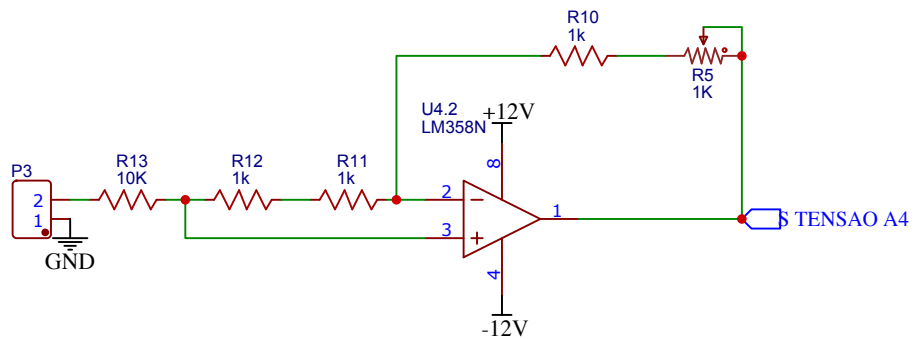 R10
1k
R5
1K
U4.2
LM358N
+12V
8
P3
R13
10K
R12
1k
R11
1k
2
1
2
3
1
S TENSAO A4
GND
4
-12V